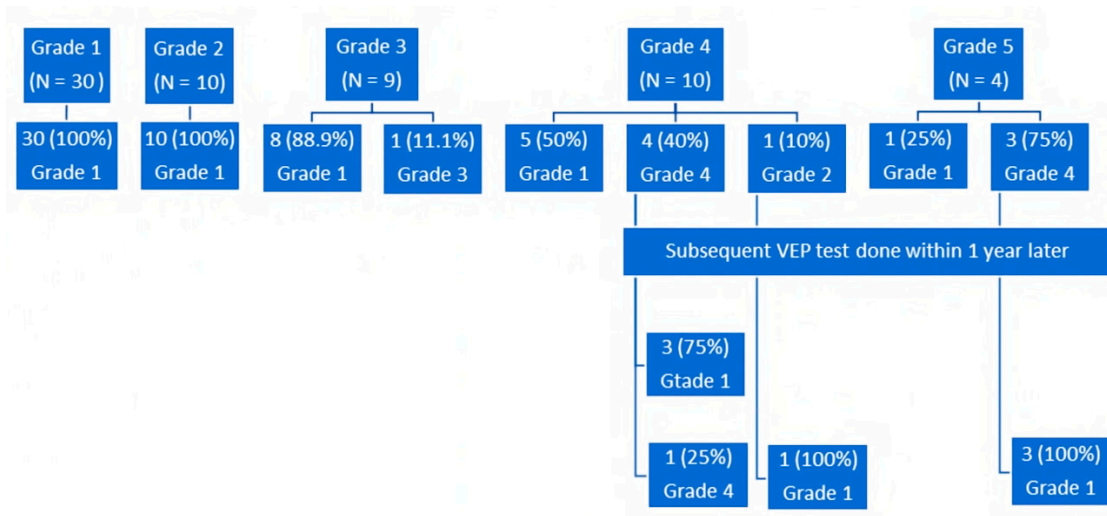 Grade 1
(N = 30 )
Grade 2
(N = 10)
Grade 3
(N = 9)
Grade 4
(N = 10)
Grade 5
(N = 4)
30 (100%)
Grade 1
10 (100%)
Grade 1
8 (88.9%)
Grade 1
1 (11.1%)
Grade 3
5 (50%)
Grade 1
4 (40%)
Grade 4
1 (10%)
Grade 2
1 (25%)
Grade 1
3 (75%)
Grade 4
Subsequent VEP test done within 1 year later
3 (75%)
Gtade 1
1 (25%)
Grade 4
1 (100%)
Grade 1
3 (100%)
Grade 1